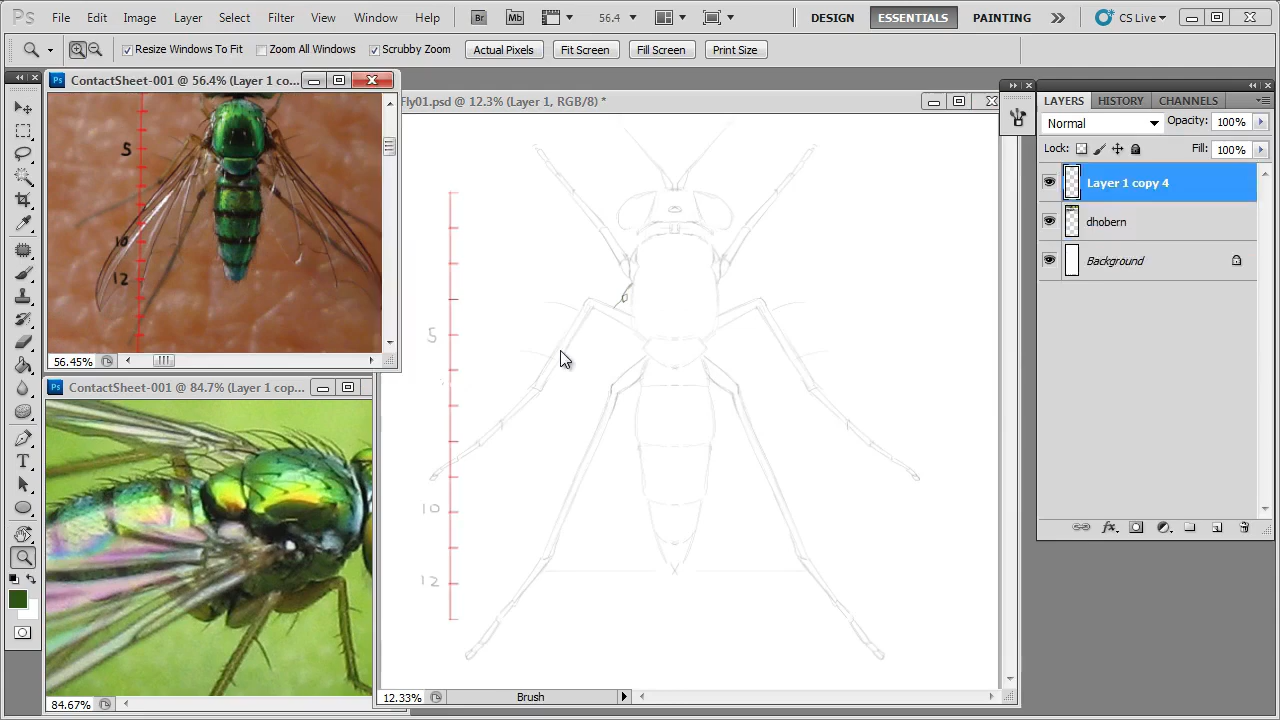 Ps File Edit Image Layer Select Filter View Window Help Br Mb 56.4 DESIGN ESSENTIALS PAINTING CS Live
Resize Windows To Fit Zoom All Windows Scrubby Zoom Actual Pixels Fit Screen Fill Screen Print Size
Ps ContactSheet-001 @ 56.4% (Layer 1 co...
Fly01.psd @ 12.3% (Layer 1, RGB/8) *
LAYERS HISTORY CHANNELS
Normal Opacity: 100%
Lock: Fill: 100%
Layer 1 copy 4
dhobern
Background
5
10
12
56.45%
5
10
12
Ps ContactSheet-001 @ 84.7% (Layer 1 cop...
84.67%
12.33% Brush
T
fx